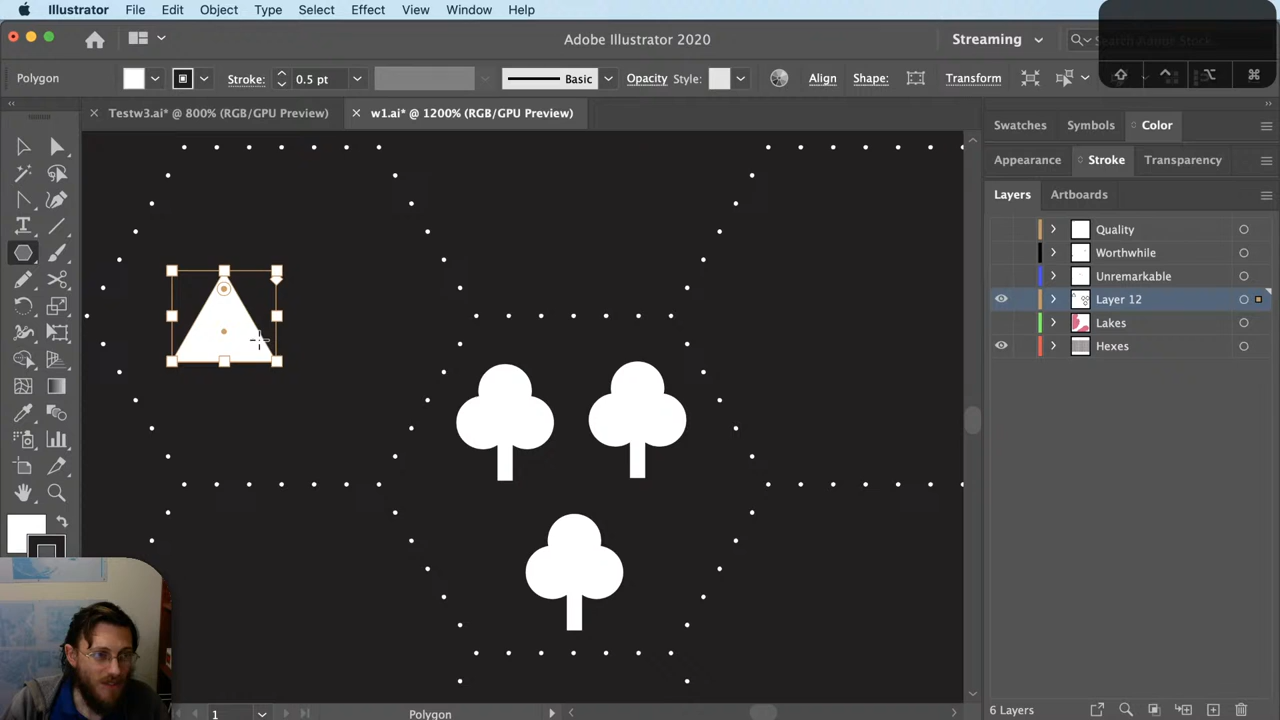 Illustrator File Edit Object Type Select Effect View Window Help
Adobe Illustrator 2020
Streaming
Polygon Stroke: 0.5 pt Basic Opacity Style: Align Shape: Transform
Testw3.ai* @ 800% (RGB/GPU Preview) w1.ai* @ 1200% (RGB/GPU Preview)
Swatches Symbols Color
Appearance Stroke Transparency
Layers Artboards
Quality
Worthwhile
Unremarkable
Layer 12
Lakes
Hexes
1 Polygon
6 Layers